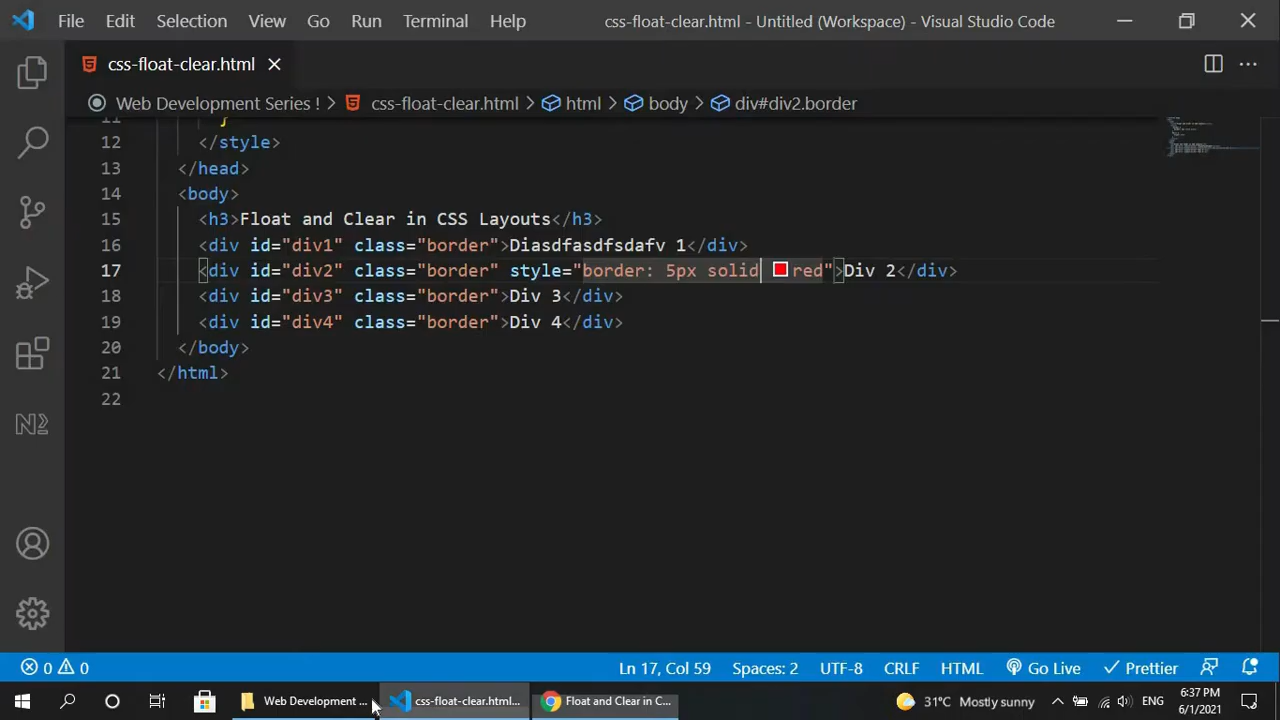 File Edit Selection View Go Run Terminal Help css-float-clear.html - Untitled (Workspace) - Visual Studio Code
css-float-clear.html
Web Development Series ! > css-float-clear.html > html > body > div#div2.border
11 }
12 </style>
13 </head>
14 <body>
15 <h3>Float and Clear in CSS Layouts</h3>
16 <div id="div1" class="border">Diasdfasdfsdafv 1</div>
17 <div id="div2" class="border" style="border: 5px solid red">Div 2</div>
18 <div id="div3" class="border">Div 3</div>
19 <div id="div4" class="border">Div 4</div>
20 </body>
21 </html>
22
0 0 Ln 17, Col 59 Spaces: 2 UTF-8 CRLF HTML Go Live Prettier
Web Development ... css-float-clear.html... Float and Clear in C... 31°C Mostly sunny ENG 6:37 PM
6/1/2021